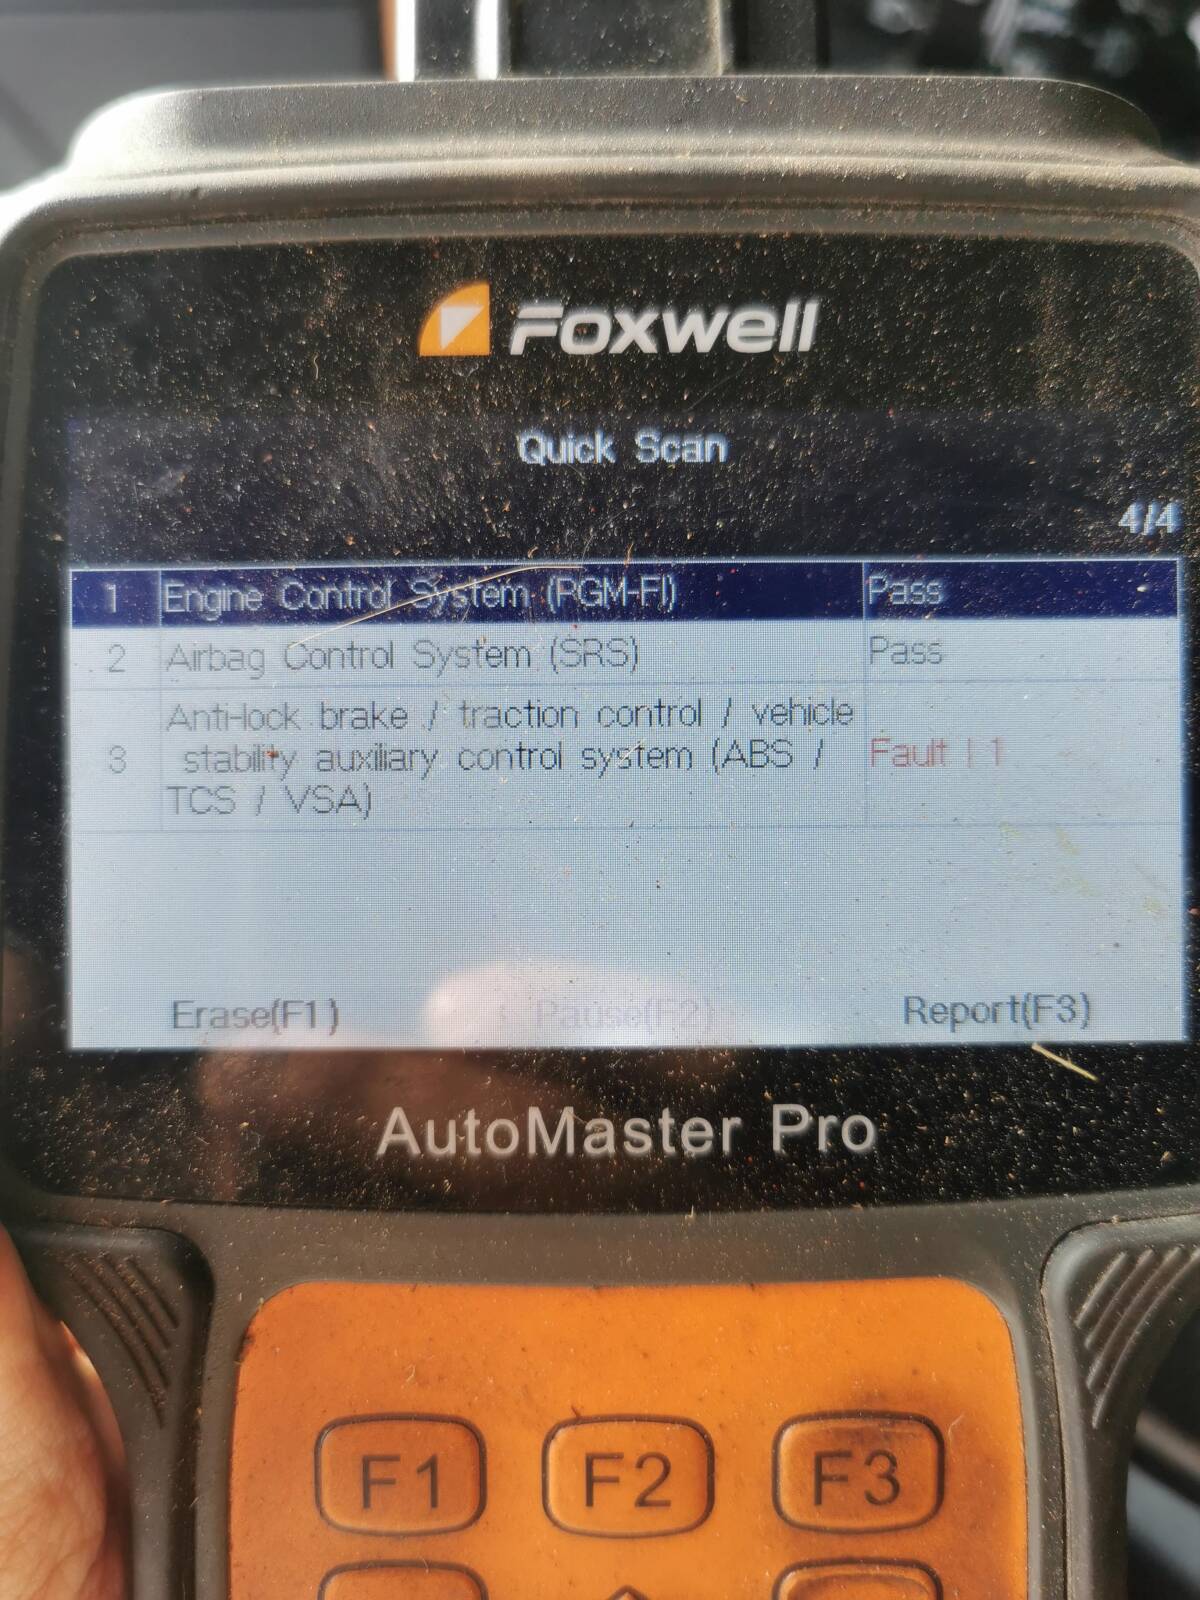 Foxwell
Quick Scan
4/4
1 Engine Control System (PGM-FI) Pass
2 Airbag Control System (SRS) Pass
Anti-lock brake / traction control / vehicle
3 stability auxiliary control system (ABS / Fault | 1
TCS / VSA)
Erase(F1) Pause(F2) Report(F3)
AutoMaster Pro
F1 F2 F3